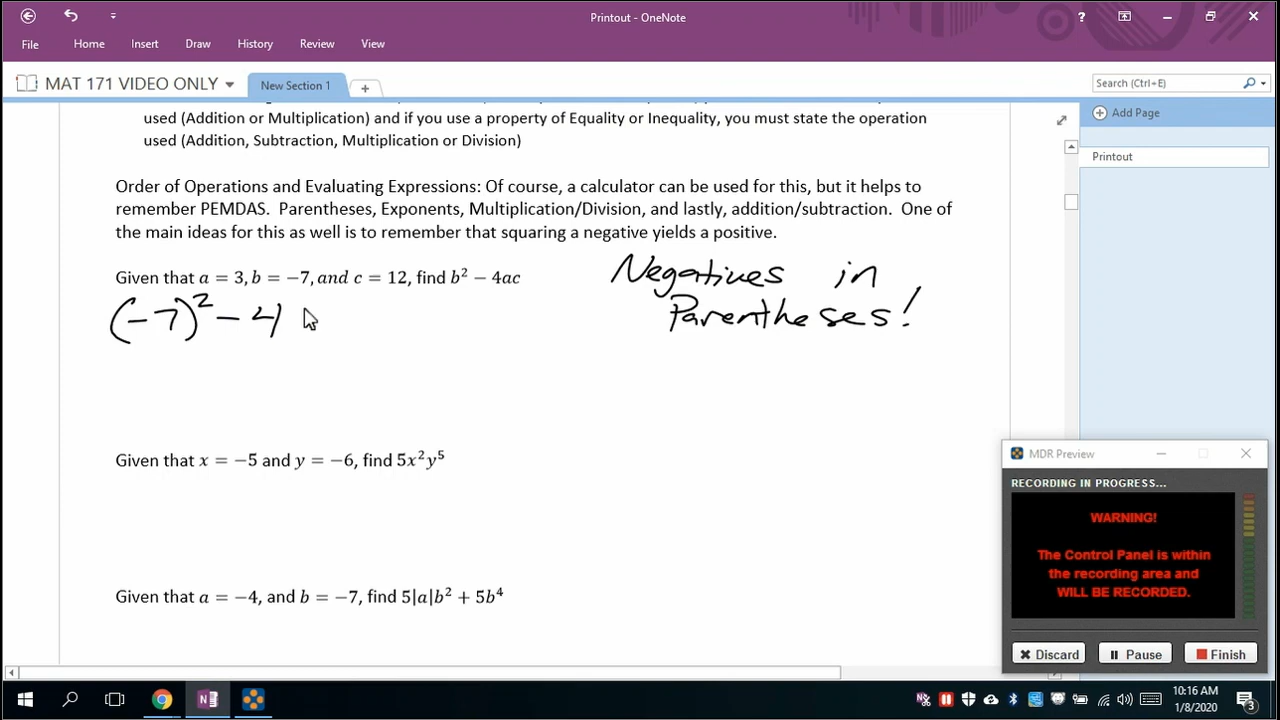 Printout - OneNote
?
File Home Insert Draw History Review View
MAT 171 VIDEO ONLY
New Section 1
+
Search (Ctrl+E)
used (Addition or Multiplication) and if you use a property of Equality or Inequality, you must state the operation
used (Addition, Subtraction, Multiplication or Division)
Add Page
Printout
Order of Operations and Evaluating Expressions: Of course, a calculator can be used for this, but it helps to
remember PEMDAS. Parentheses, Exponents, Multiplication/Division, and lastly, addition/subtraction. One of
the main ideas for this as well is to remember that squaring a negative yields a positive.
Given that a = 3, b = −7, and c = 12, find b² − 4ac
Negatives in
Parentheses!
(-7)² - 4
Given that x = −5 and y = −6, find 5x²y⁵
Given that a = −4, and b = −7, find 5|a|b² + 5b⁴
MDR Preview
RECORDING IN PROGRESS...
WARNING!
The Control Panel is within
the recording area and
WILL BE RECORDED.
Discard Pause Finish
10:16 AM
1/8/2020
3